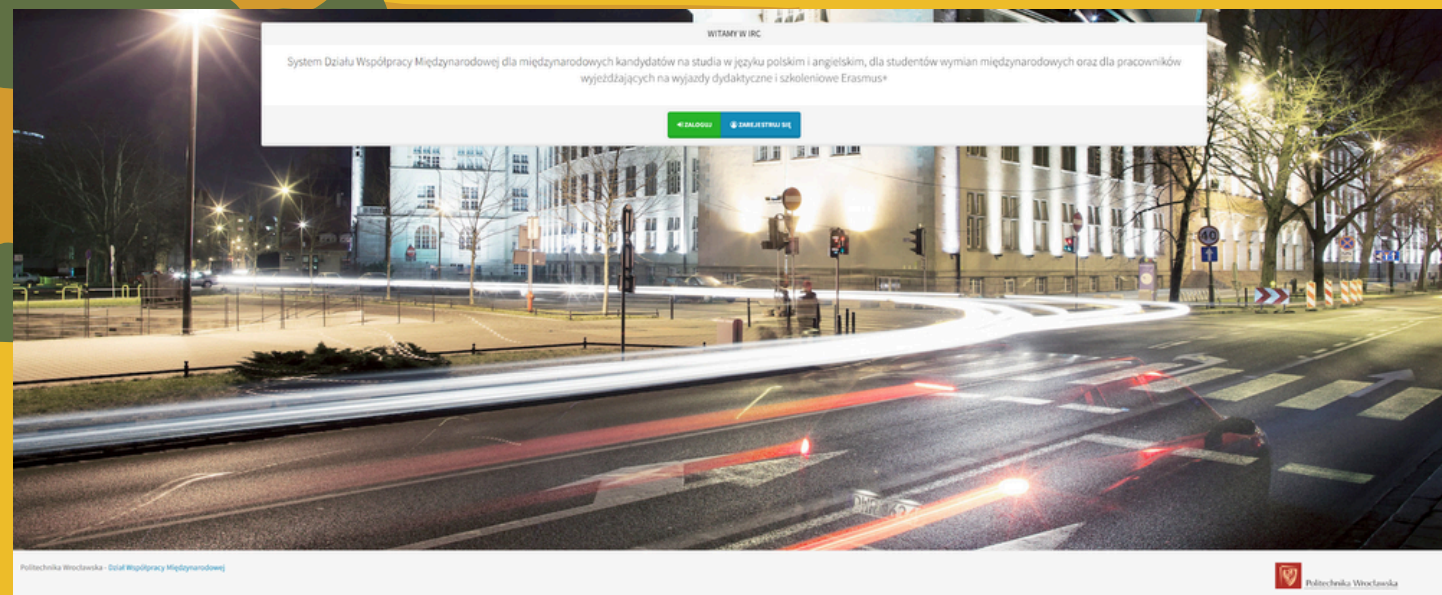 WITAMY W IRC
System Działu Współpracy Międzynarodowej dla międzynarodowych kandydatów na studia w języku polskim i angielskim, dla studentów wymian międzynarodowych oraz dla pracowników
wyjeżdżających na wyjazdy dydaktyczne i szkoleniowe Erasmus+
ZALOGUJ ZAREJESTRUJ SIĘ
40
Politechnika Wrocławska - Dział Współpracy Międzynarodowej
Politechnika Wrocławska